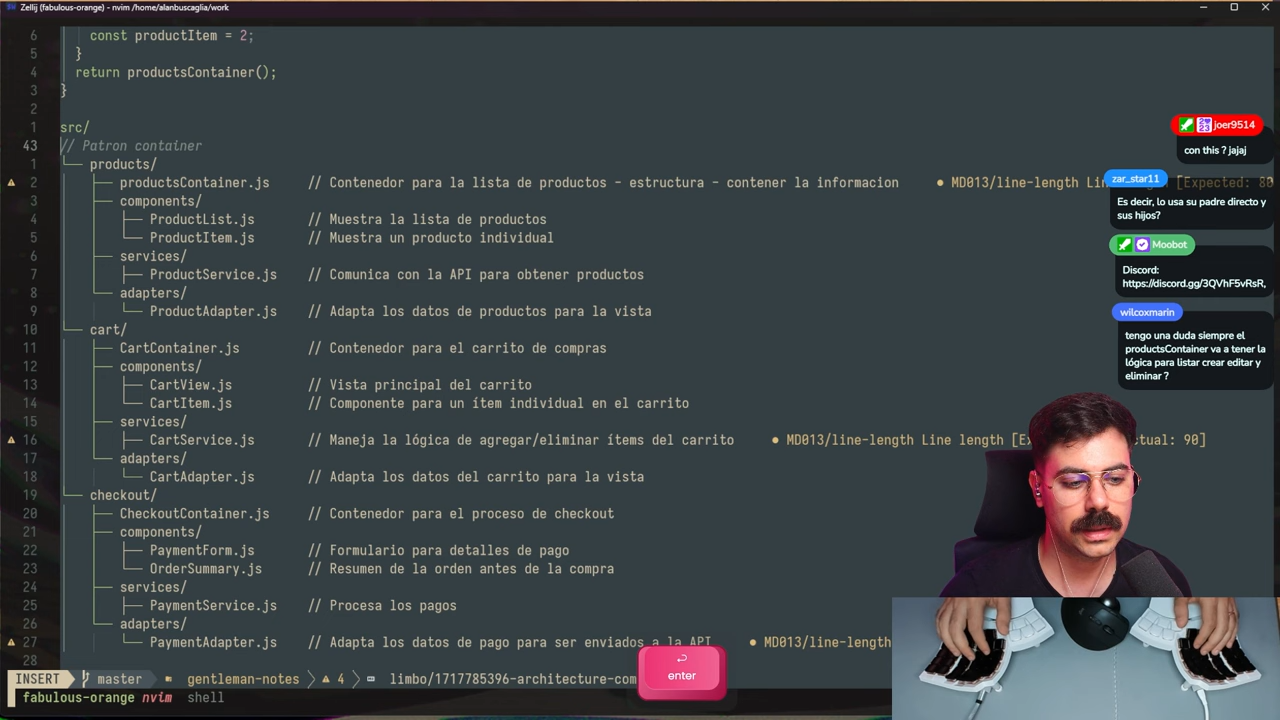 Zellij (fabulous-orange) - nvim /home/alanbuscaglia/work
6 const productItem = 2;
5 }
4 return productsContainer();
3 }
2
1 src/
43 // Patron container
1 └── products/
2 ├── productsContainer.js // Contenedor para la lista de productos - estructura - contener la informacion ● MD013/line-length [Expected: 80
3 ├── components/
4 │ ├── ProductList.js // Muestra la lista de productos
5 │ └── ProductItem.js // Muestra un producto individual
6 ├── services/
7 │ ├── ProductService.js // Comunica con la API para obtener productos
8 ├── adapters/
9 │ └── ProductAdapter.js // Adapta los datos de productos para la vista
10 └── cart/
11 ├── CartContainer.js // Contenedor para el carrito de compras
12 ├── components/
13 │ ├── CartView.js // Vista principal del carrito
14 │ └── CartItem.js // Componente para un ítem individual en el carrito
15 ├── services/
16 │ ├── CartService.js // Maneja la lógica de agregar/eliminar ítems del carrito ● MD013/line-length Line length 90]
17 ├── adapters/
18 │ └── CartAdapter.js // Adapta los datos del carrito para la vista
19 └── checkout/
20 ├── CheckoutContainer.js // Contenedor para el proceso de checkout
21 ├── components/
22 │ ├── PaymentForm.js // Formulario para detalles de pago
23 │ └── OrderSummary.js // Resumen de la orden antes de la compra
24 ├── services/
25 │ ├── PaymentService.js // Procesa los pagos
26 ├── adapters/
27 └── PaymentAdapter.js // Adapta los datos de pago para ser enviados a la API ● MD013/line-length
28
INSERT master gentleman-notes 4 limbo/1717785396-architecture-com
fabulous-orange nvim shell
enter
joer9514
con this ? jajaj
zar_star11
Es decir, lo usa su padre directo y
sus hijos?
Moobot
Discord:
https://discord.gg/3QVhF5vRsR,
wilcoxmarin
tengo una duda siempre el
productsContainer va a tener la
lógica para listar crear editar y
eliminar ?